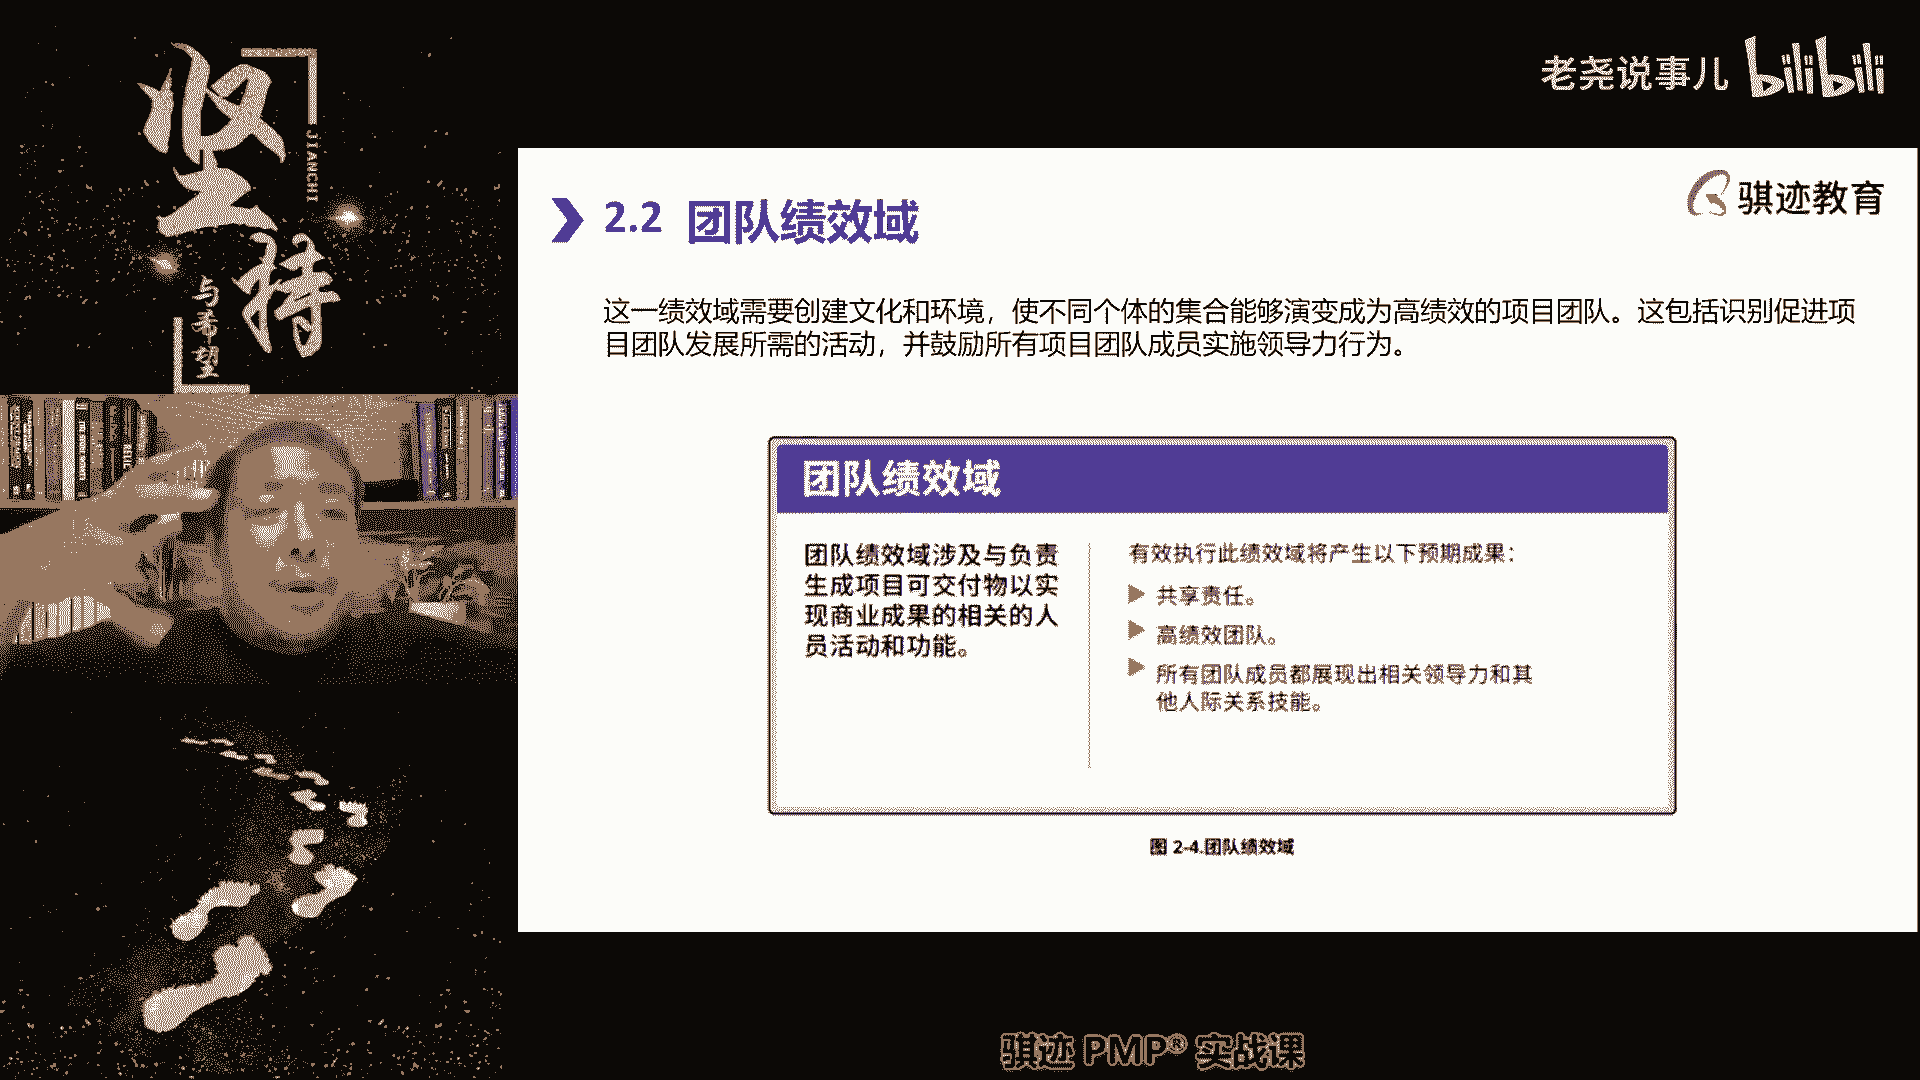 坚持
JIANCHI
与希望
老尧说事儿 bilibili
骐迹教育
2.2 团队绩效域
这一绩效域需要创建文化和环境，使不同个体的集合能够演变成为高绩效的项目团队。这包括识别促进项
目团队发展所需的活动，并鼓励所有项目团队成员实施领导力行为。
团队绩效域
团队绩效域涉及与负责
生成项目可交付物以实
现商业成果的相关的人
员活动和功能。
有效执行此绩效域将产生以下预期成果：
共享责任。
高绩效团队。
所有团队成员都展现出相关领导力和其
他人际关系技能。
图 2-4.团队绩效域
骐迹 PMP® 实战课